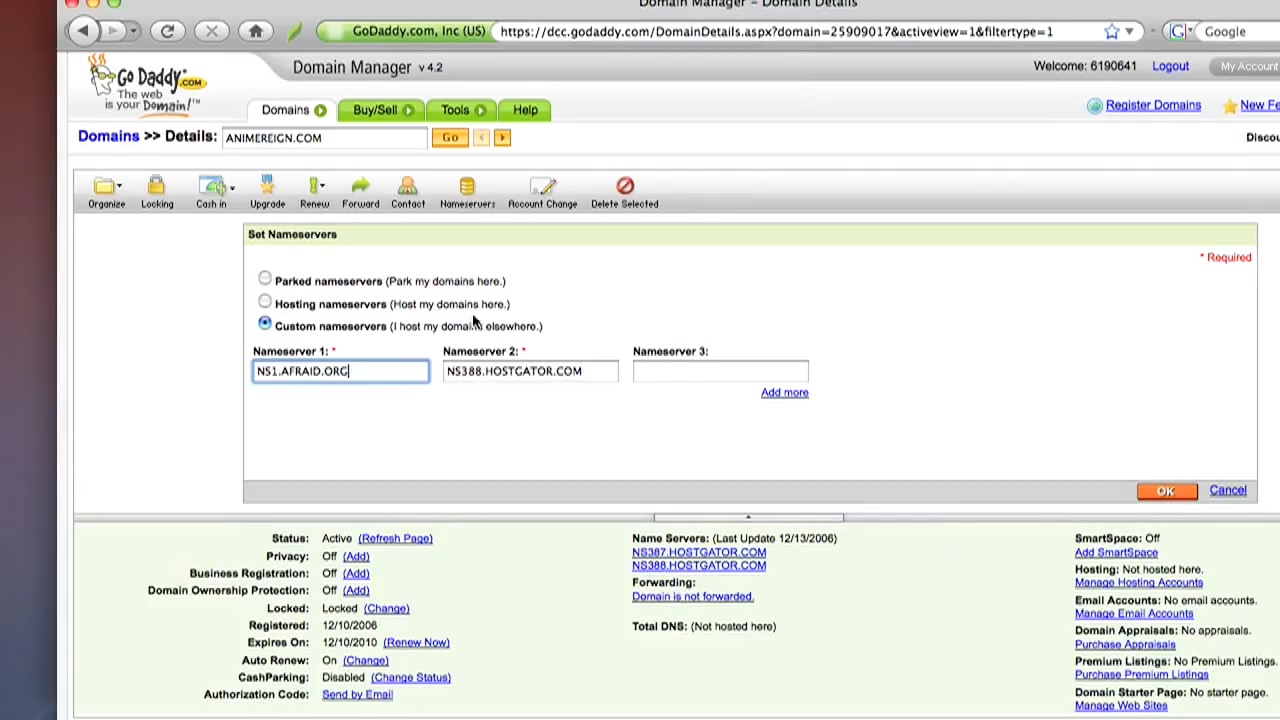 Domain Manager – Domain Details
GoDaddy.com, Inc (US)
https://dcc.godaddy.com/DomainDetails.aspx?domain=25909017&activeview=1&filtertype=1
Google
Go Daddy.COM
The web
is your Domain!™
Domain Manager v 4.2
Welcome: 6190641
Logout
My Account
Domains
Buy/Sell
Tools
Help
Register Domains
New Fe
Domains >> Details:
ANIMEREIGN.COM
Go
Discou
Organize
Locking
Cash in
Upgrade
Renew
Forward
Contact
Nameservers
Account Change
Delete Selected
Set Nameservers
* Required
Parked nameservers (Park my domains here.)
Hosting nameservers (Host my domains here.)
Custom nameservers (I host my domains elsewhere.)
Nameserver 1: *
Nameserver 2: *
Nameserver 3:
NS1.AFRAID.ORG
NS388.HOSTGATOR.COM
Add more
OK
Cancel
Status: Active (Refresh Page)
Privacy: Off (Add)
Business Registration: Off (Add)
Domain Ownership Protection: Off (Add)
Locked: Locked (Change)
Registered: 12/10/2006
Expires On: 12/10/2010 (Renew Now)
Auto Renew: On (Change)
CashParking: Disabled (Change Status)
Authorization Code: Send by Email
Name Servers: (Last Update 12/13/2006)
NS387.HOSTGATOR.COM
NS388.HOSTGATOR.COM
Forwarding:
Domain is not forwarded.
Total DNS: (Not hosted here)
SmartSpace: Off
Add SmartSpace
Hosting: Not hosted here.
Manage Hosting Accounts
Email Accounts: No email accounts.
Manage Email Accounts
Domain Appraisals: No appraisals.
Purchase Appraisals
Premium Listings: No Premium Listings.
Purchase Premium Listings
Domain Starter Page: No starter page.
Manage Web Sites